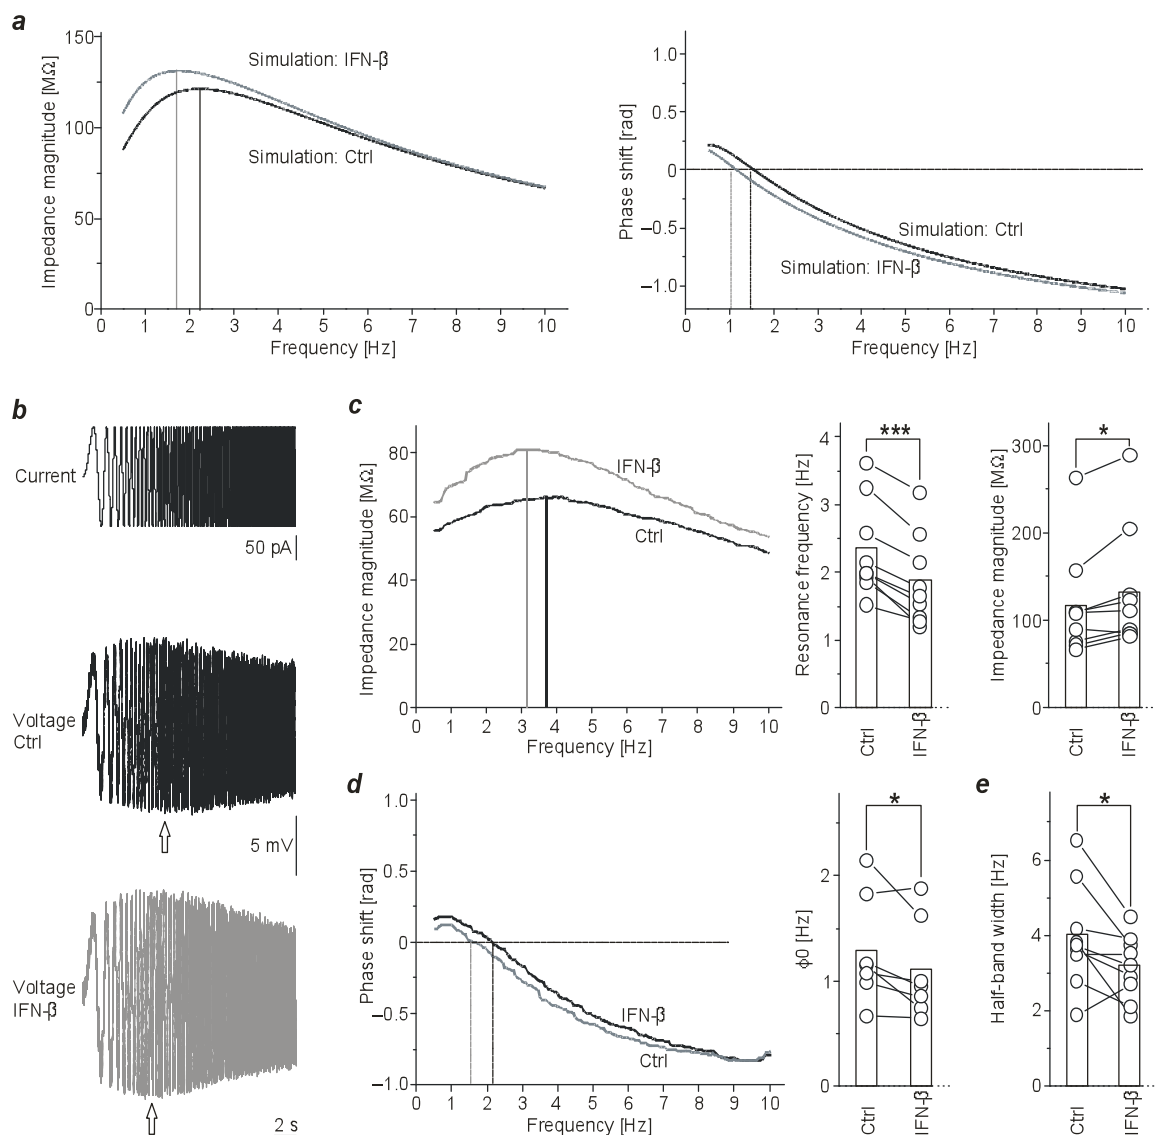 a
Impedance magnitude [MΩ]
150
100
50
0
Simulation: IFN-β
Simulation: Ctrl
0 1 2 3 4 5 6 7 8 9 10
Frequency [Hz]
Phase shift [rad]
1.0
0.5
0
−0.5
−1.0
Simulation: Ctrl
Simulation: IFN-β
0 1 2 3 4 5 6 7 8 9 10
Frequency [Hz]
b
Current
50 pA
Voltage
Ctrl
5 mV
Voltage
IFN-β
2 s
c
Impedance magnitude [MΩ]
80
60
40
20
0
IFN-β
Ctrl
0 1 2 3 4 5 6 7 8 9 10
Frequency [Hz]
Resonance frequency [Hz]
4
3
2
1
0
***
Ctrl
IFN-β
Impedance magnitude [MΩ]
300
200
100
0
*
Ctrl
IFN-β
d
Phase shift [rad]
1.0
0.5
0
−0.5
−1.0
IFN-β
Ctrl
0 1 2 3 4 5 6 7 8 9 10
Frequency [Hz]
ϕ0 [Hz]
2
1
0
*
Ctrl
IFN-β
e
Half-band width [Hz]
6
4
2
0
*
Ctrl
IFN-β